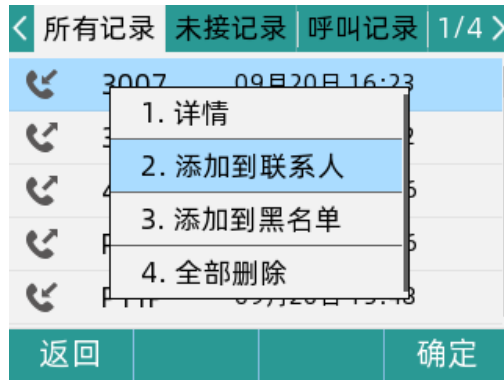 所有记录 未接记录 呼叫记录 1/4
3007 09月20日 16:23
1. 详情
2. 添加到联系人
3. 添加到黑名单
4. 全部删除
返回 确定